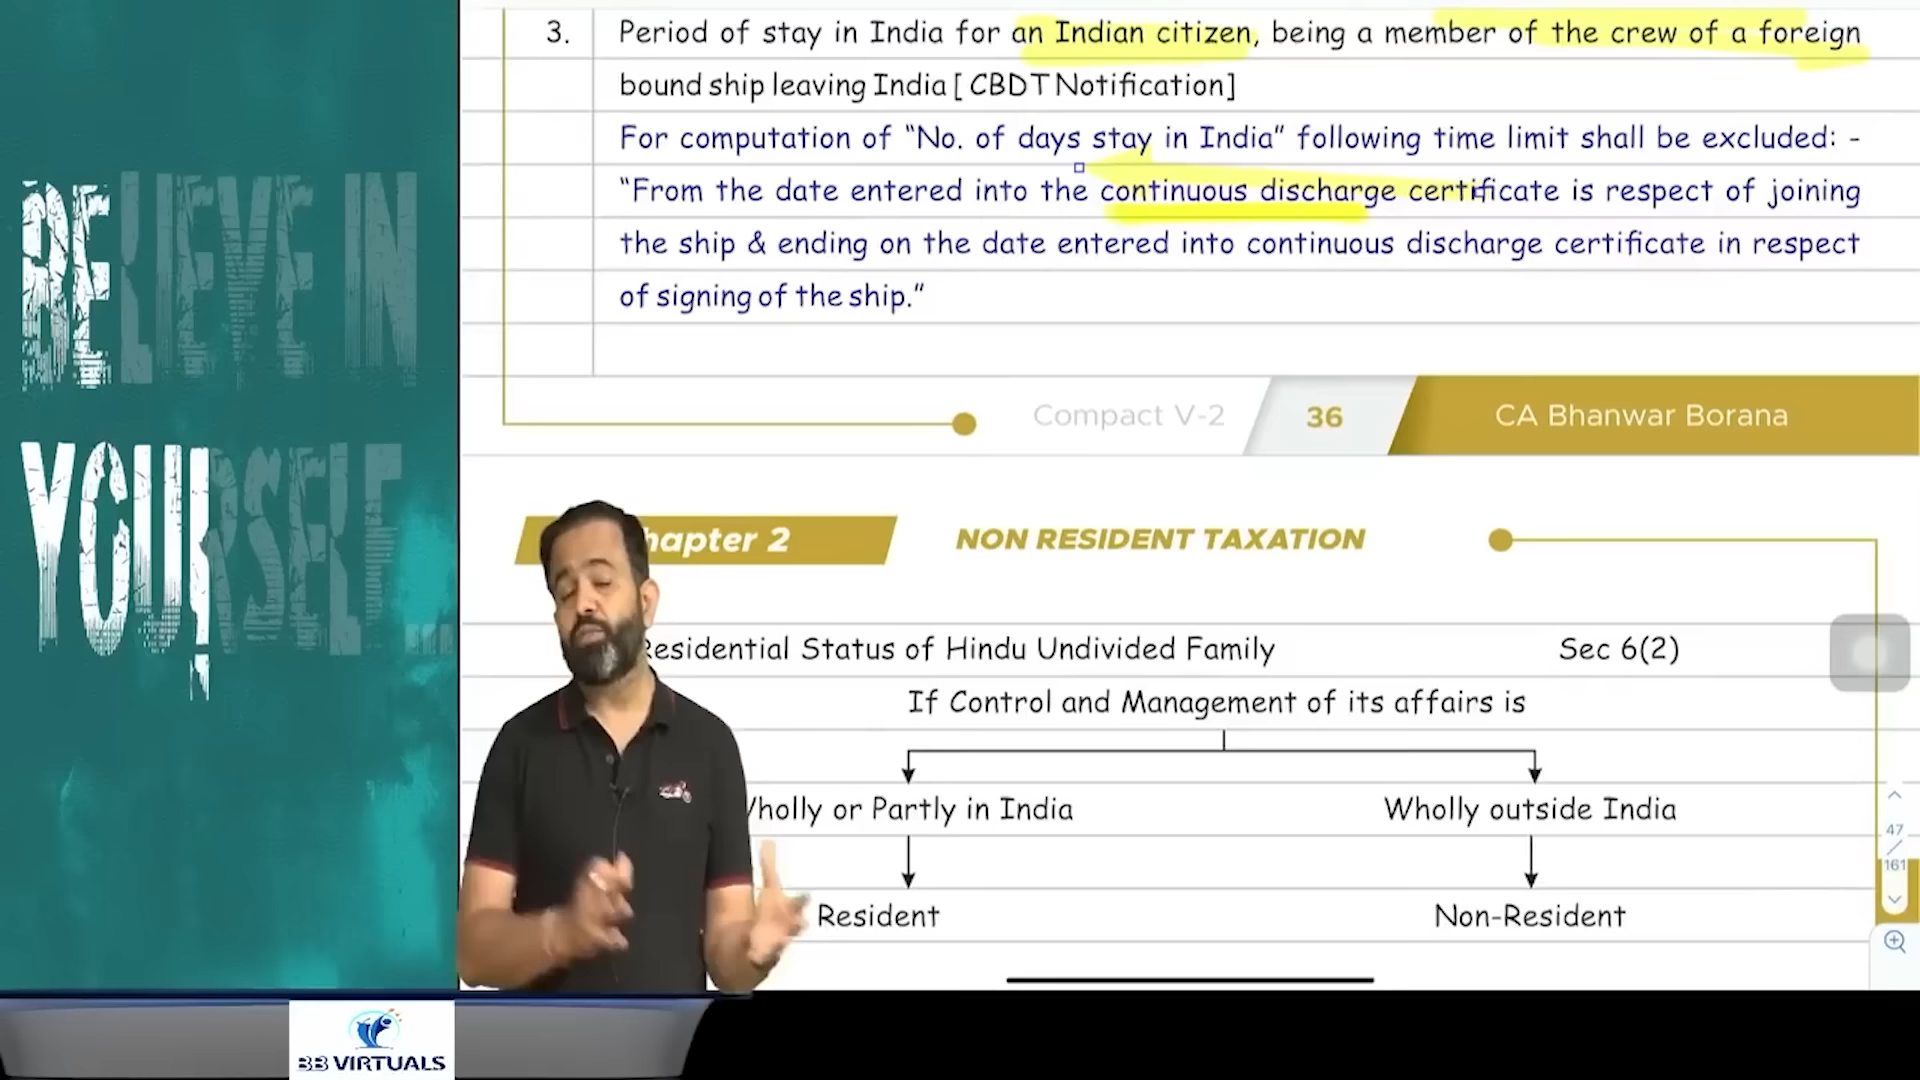 BELIEVE IN
YOURSELF...
3. Period of stay in India for an Indian citizen, being a member of the crew of a foreign
bound ship leaving India [ CBDT Notification]
For computation of “No. of days stay in India” following time limit shall be excluded: -
“From the date entered into the continuous discharge certificate is respect of joining
the ship & ending on the date entered into continuous discharge certificate in respect
of signing of the ship.”
Compact V-2 36 CA Bhanwar Borana
hapter 2 NON RESIDENT TAXATION
Residential Status of Hindu Undivided Family Sec 6(2)
If Control and Management of its affairs is
Wholly or Partly in India Wholly outside India
Resident Non-Resident
47
/
161
BB VIRTUALS